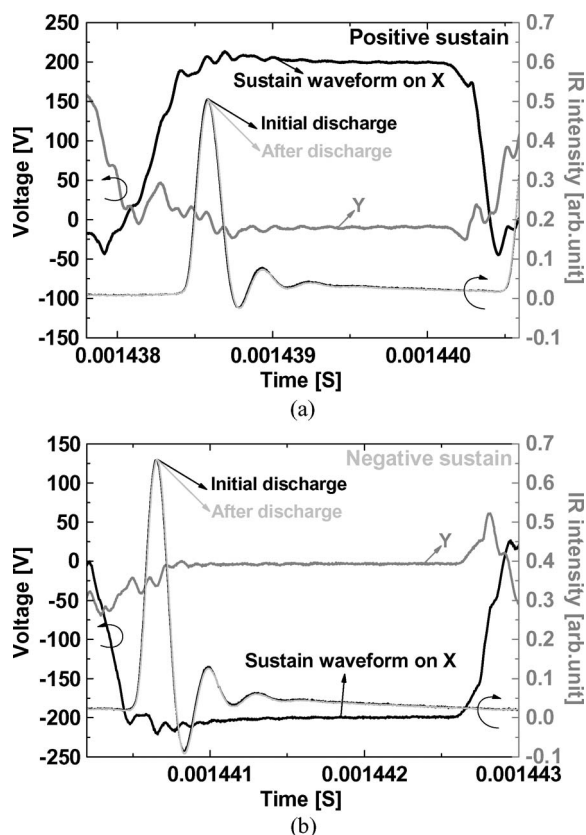 Positive sustain
Sustain waveform on X
Initial discharge
After discharge
Y
Voltage [V]
250
200
150
100
50
0
-50
-100
-150
IR intensity [arb.unit]
0.7
0.6
0.5
0.4
0.3
0.2
0.1
0.0
-0.1
0.001438 0.001439 0.001440
Time [S]
(a)
Negative sustain
Initial discharge
After discharge
Y
Sustain waveform on X
Voltage [V]
150
100
50
0
-50
-100
-150
-200
-250
IR intensity [arb.unit]
0.7
0.6
0.5
0.4
0.3
0.2
0.1
0.0
-0.1
0.001441 0.001442 0.001443
Time [S]
(b)